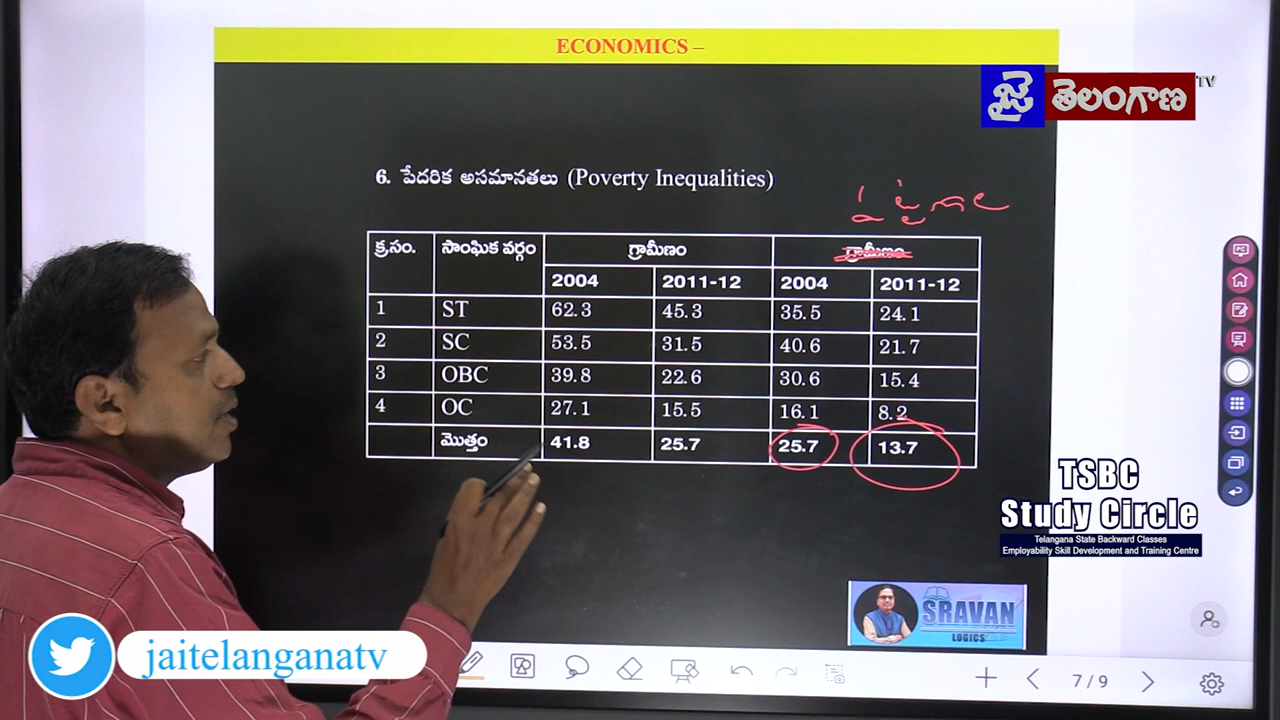 ECONOMICS –
జై తెలంగాణ TV
6. పేదరిక అసమానతలు (Poverty Inequalities)
క్ర.సం. సాంఘిక వర్గం గ్రామీణం గ్రామీణం
2004 2011-12 2004 2011-12
1 ST 62.3 45.3 35.5 24.1
2 SC 53.5 31.5 40.6 21.7
3 OBC 39.8 22.6 30.6 15.4
4 OC 27.1 15.5 16.1 8.2
మొత్తం 41.8 25.7 25.7 13.7
TSBC
Study Circle
Telangana State Backward Classes
Employability Skill Development and Training Centre
SRAVAN
LOGICS
jaitelanganatv
7/9
PC